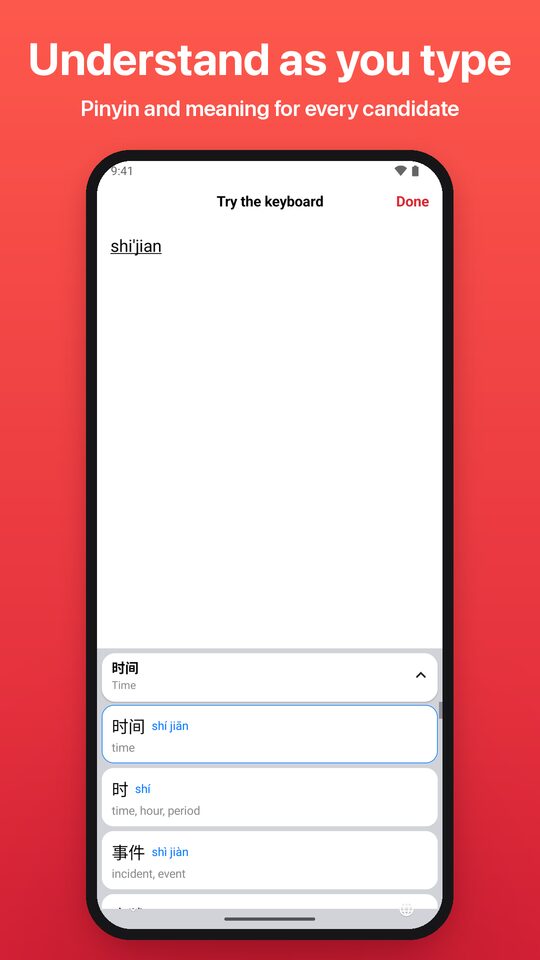 Understand as you type
Pinyin and meaning for every candidate
9:41
Try the keyboard
Done
shi'jian
时间
Time
时间 shí jiān
time
时 shí
time, hour, period
事件 shì jiàn
incident, event